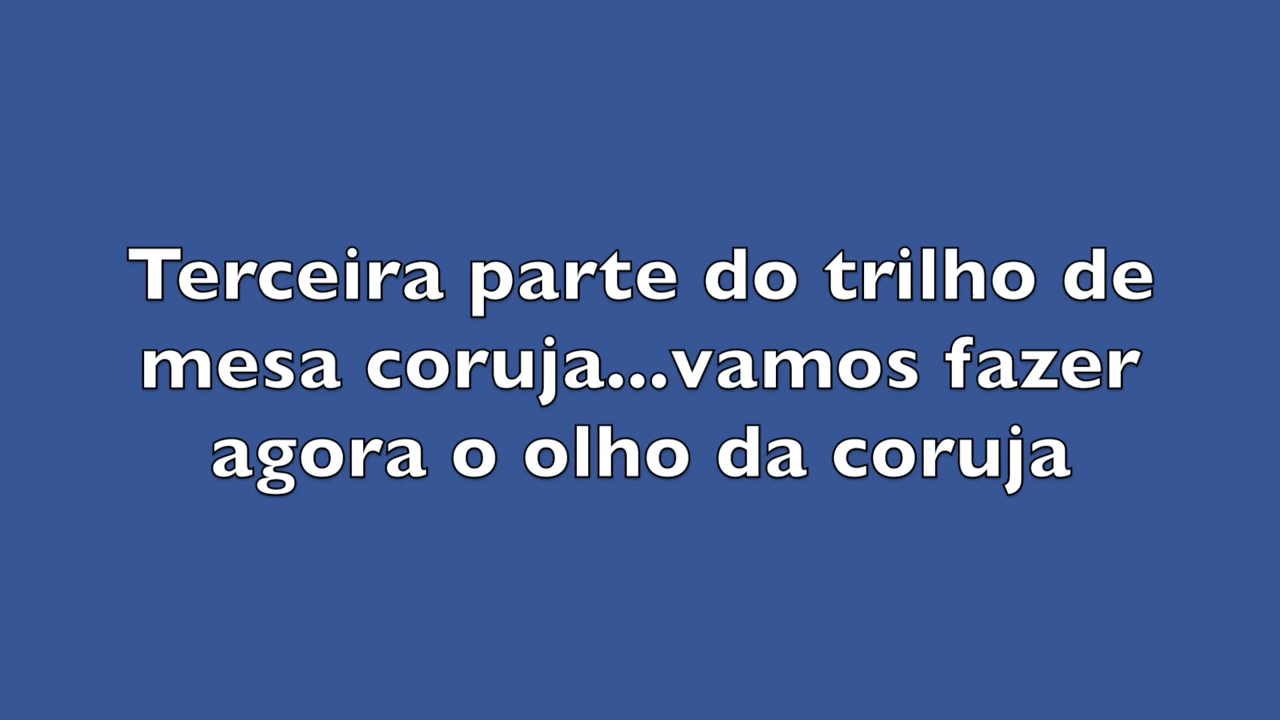 Terceira parte do trilho de
mesa coruja...vamos fazer
agora o olho da coruja